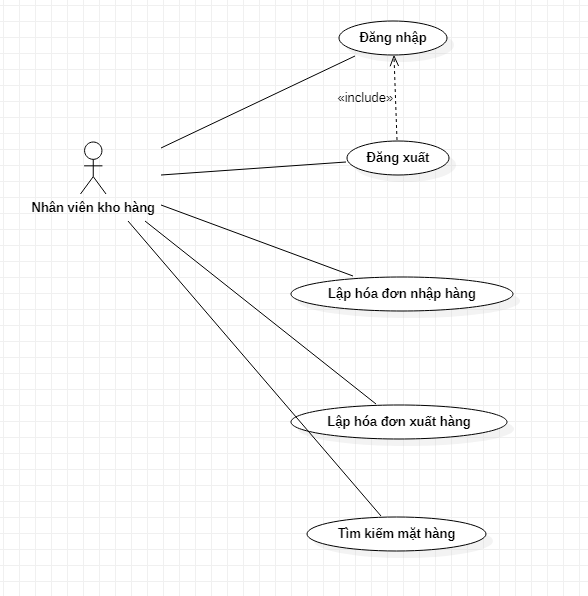 Đăng nhập
«include»
Đăng xuất
Nhân viên kho hàng
Lập hóa đơn nhập hàng
Lập hóa đơn xuất hàng
Tìm kiếm mặt hàng